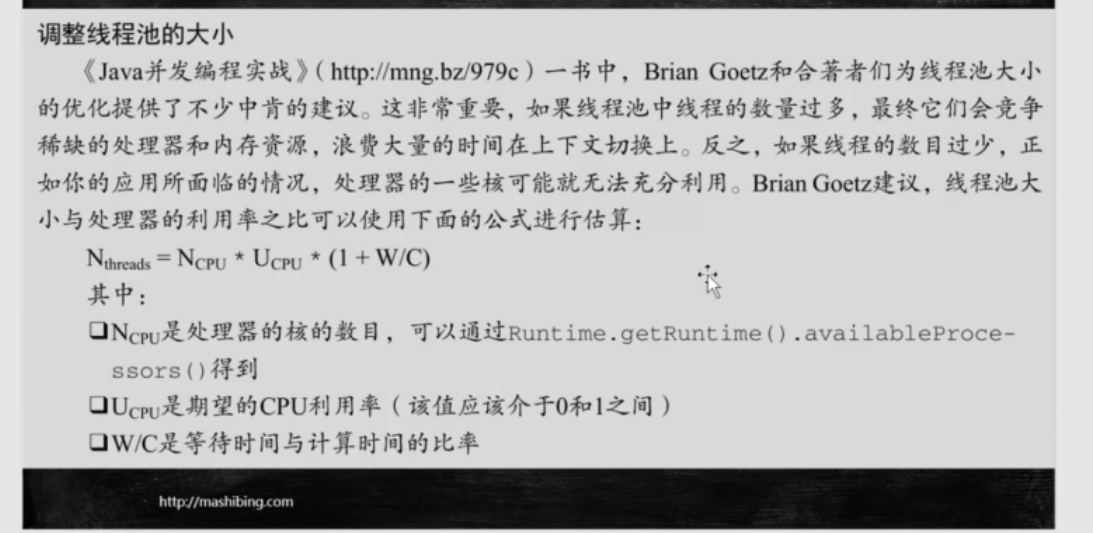 调整线程池的大小
《Java并发编程实战》（http://mng.bz/979c）一书中，Brian Goetz和合著者们为线程池大小
的优化提供了不少中肯的建议。这非常重要，如果线程池中线程的数量过多，最终它们会竞争
稀缺的处理器和内存资源，浪费大量的时间在上下文切换上。反之，如果线程的数目过少，正
如你的应用所面临的情况，处理器的一些核可能就无法充分利用。Brian Goetz建议，线程池大
小与处理器的利用率之比可以使用下面的公式进行估算：
Nthreads = NCPU * UCPU * (1 + W/C)
其中：
❑NCPU是处理器的核的数目，可以通过Runtime.getRuntime().availableProce-
ssors()得到
❑UCPU是期望的CPU利用率（该值应该介于0和1之间）
❑W/C是等待时间与计算时间的比率
http://mashibing.com